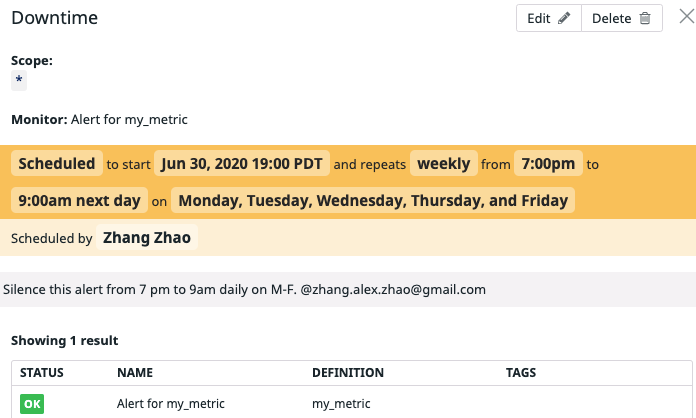 Downtime Edit Delete
Scope:
*
Monitor: Alert for my_metric
Scheduled to start Jun 30, 2020 19:00 PDT and repeats weekly from 7:00pm to
9:00am next day on Monday, Tuesday, Wednesday, Thursday, and Friday
Scheduled by Zhang Zhao
Silence this alert from 7 pm to 9am daily on M-F. @zhang.alex.zhao@gmail.com
Showing 1 result
STATUS NAME DEFINITION TAGS
OK Alert for my_metric my_metric